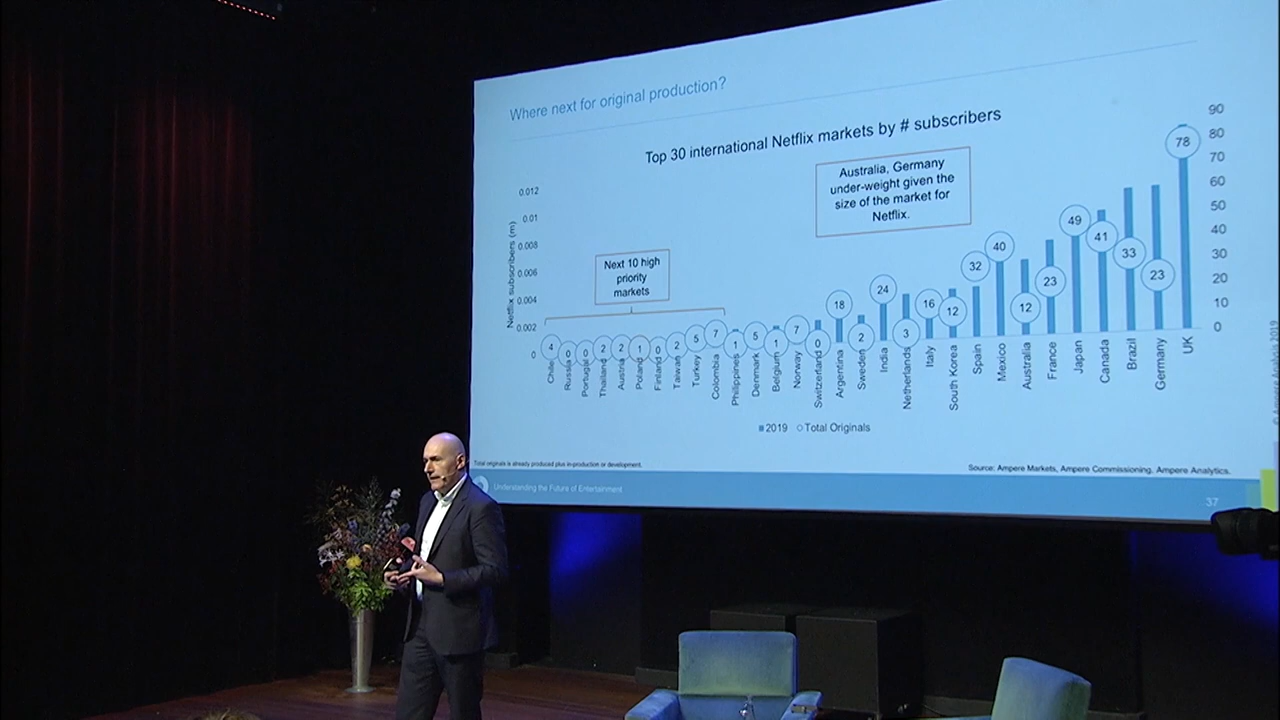 Where next for original production?
Top 30 international Netflix markets by # subscribers
Australia, Germany
under-weight given the
size of the market for
Netflix.
Next 10 high
priority
markets
Netflix subscribers (m)
0.012
0.01
0.008
0.006
0.004
0.002
0
90
80
70
60
50
40
30
20
10
0
4 0 0 2 2 1 0 2 5 7 1 5 1 7 0 18 2 24 3 16 12 32 40 12 23 49 41 33 23 78
Chile Russia Portugal Thailand Austria Poland Finland Taiwan Turkey Colombia Philippines Denmark Belgium Norway Switzerland Argentina Sweden India Netherlands Italy South Korea Spain Mexico Australia France Japan Canada Brazil Germany UK
2019 Total Originals
Total originals is already produced plus in-production or development.
Source: Ampere Markets, Ampere Commissioning. Ampere Analytics.
Understanding the Future of Entertainment
37
© Ampere Analysis 2019